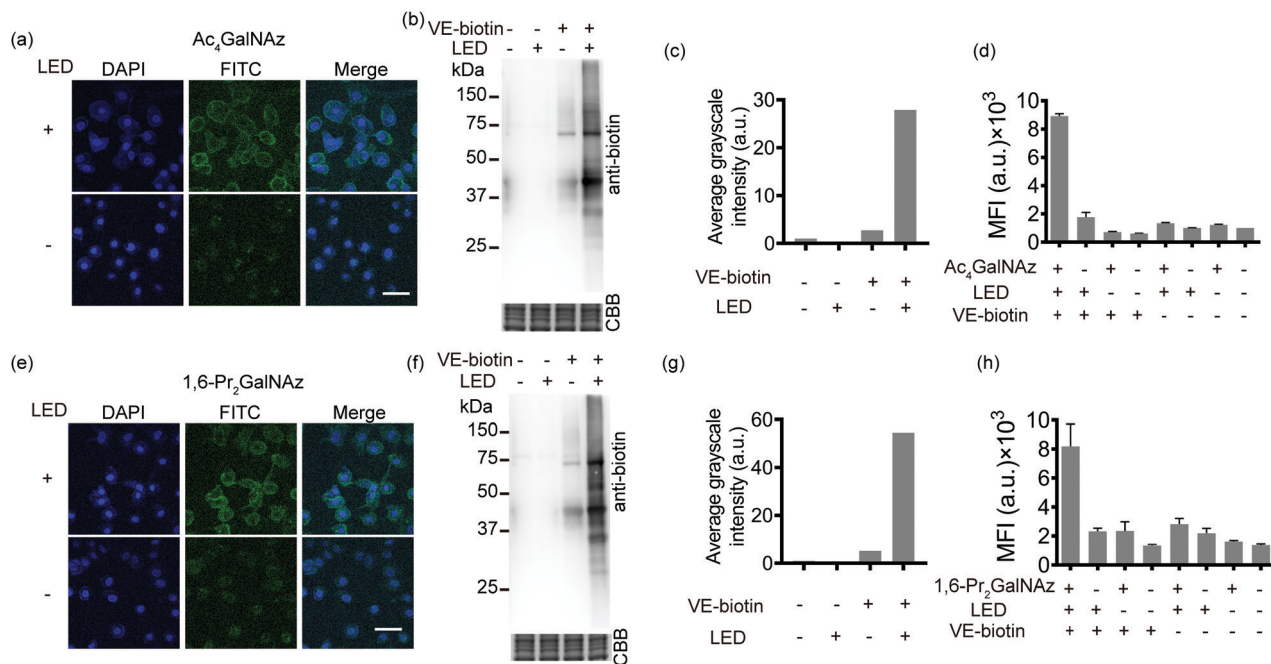 (a)
Ac4GalNAz
LED
DAPI FITC Merge
+
-
(b)
VE-biotin - - + +
LED - + - +
kDa
150
75
50
37
25
anti-biotin
CBB
(c)
Average grayscale
intensity (a.u.)
30
20
10
0
VE-biotin - - + +
LED - + - +
(d)
MFI (a.u.)×10³
10
8
6
4
2
0
Ac4GalNAz + - + - + - + -
LED + + - - + + - -
VE-biotin + + + + - - - -
(e)
1,6-Pr2GalNAz
LED
DAPI FITC Merge
+
-
(f)
VE-biotin - - + +
LED - + - +
kDa
150
75
50
37
25
anti-biotin
CBB
(g)
Average grayscale
intensity (a.u.)
60
40
20
0
VE-biotin - - + +
LED - + - +
(h)
MFI (a.u.)×10³
10
8
6
4
2
0
1,6-Pr2GalNAz + - + - + - + -
LED + + - - + + - -
VE-biotin + + + + - - - -